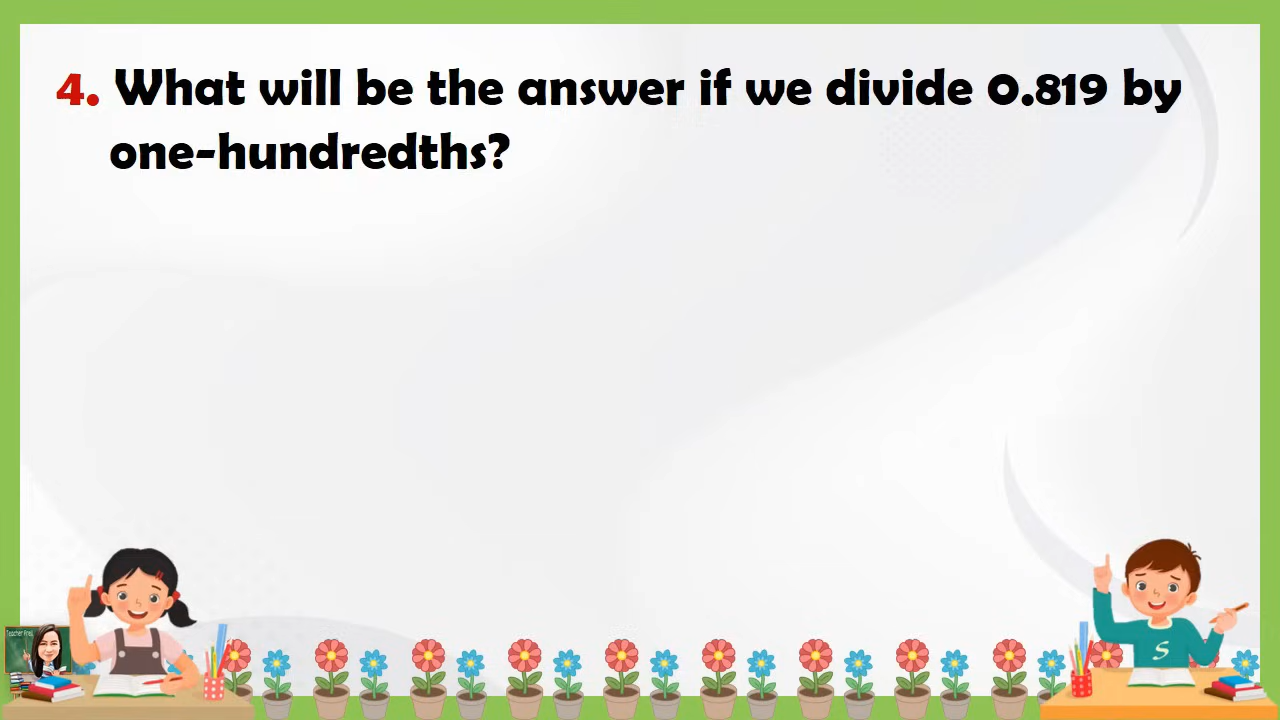 4. What will be the answer if we divide 0.819 by
one-hundredths?
S